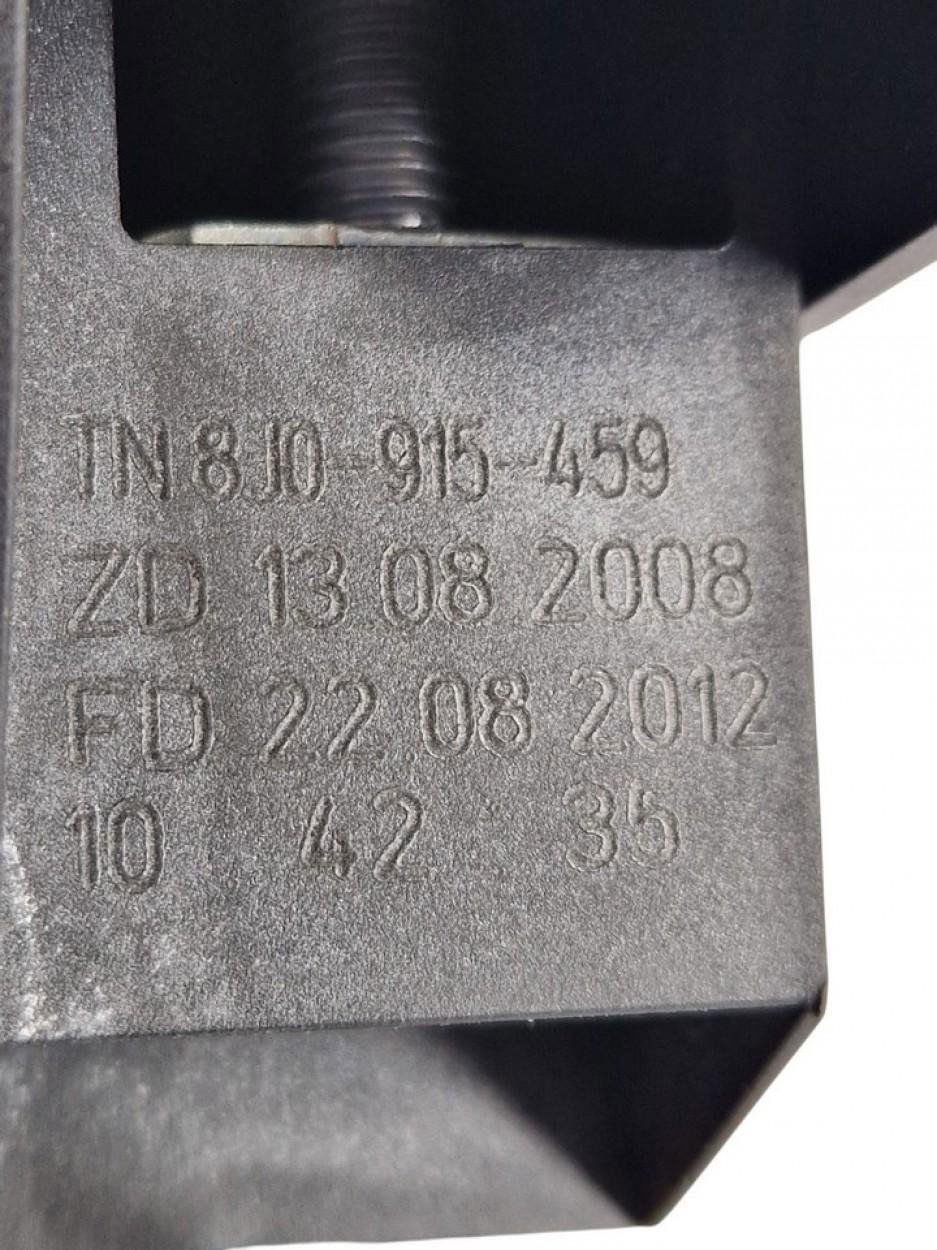 TN 8J0-915-459
ZD 13 08 2008
FD 22 08 2012
10 42 35